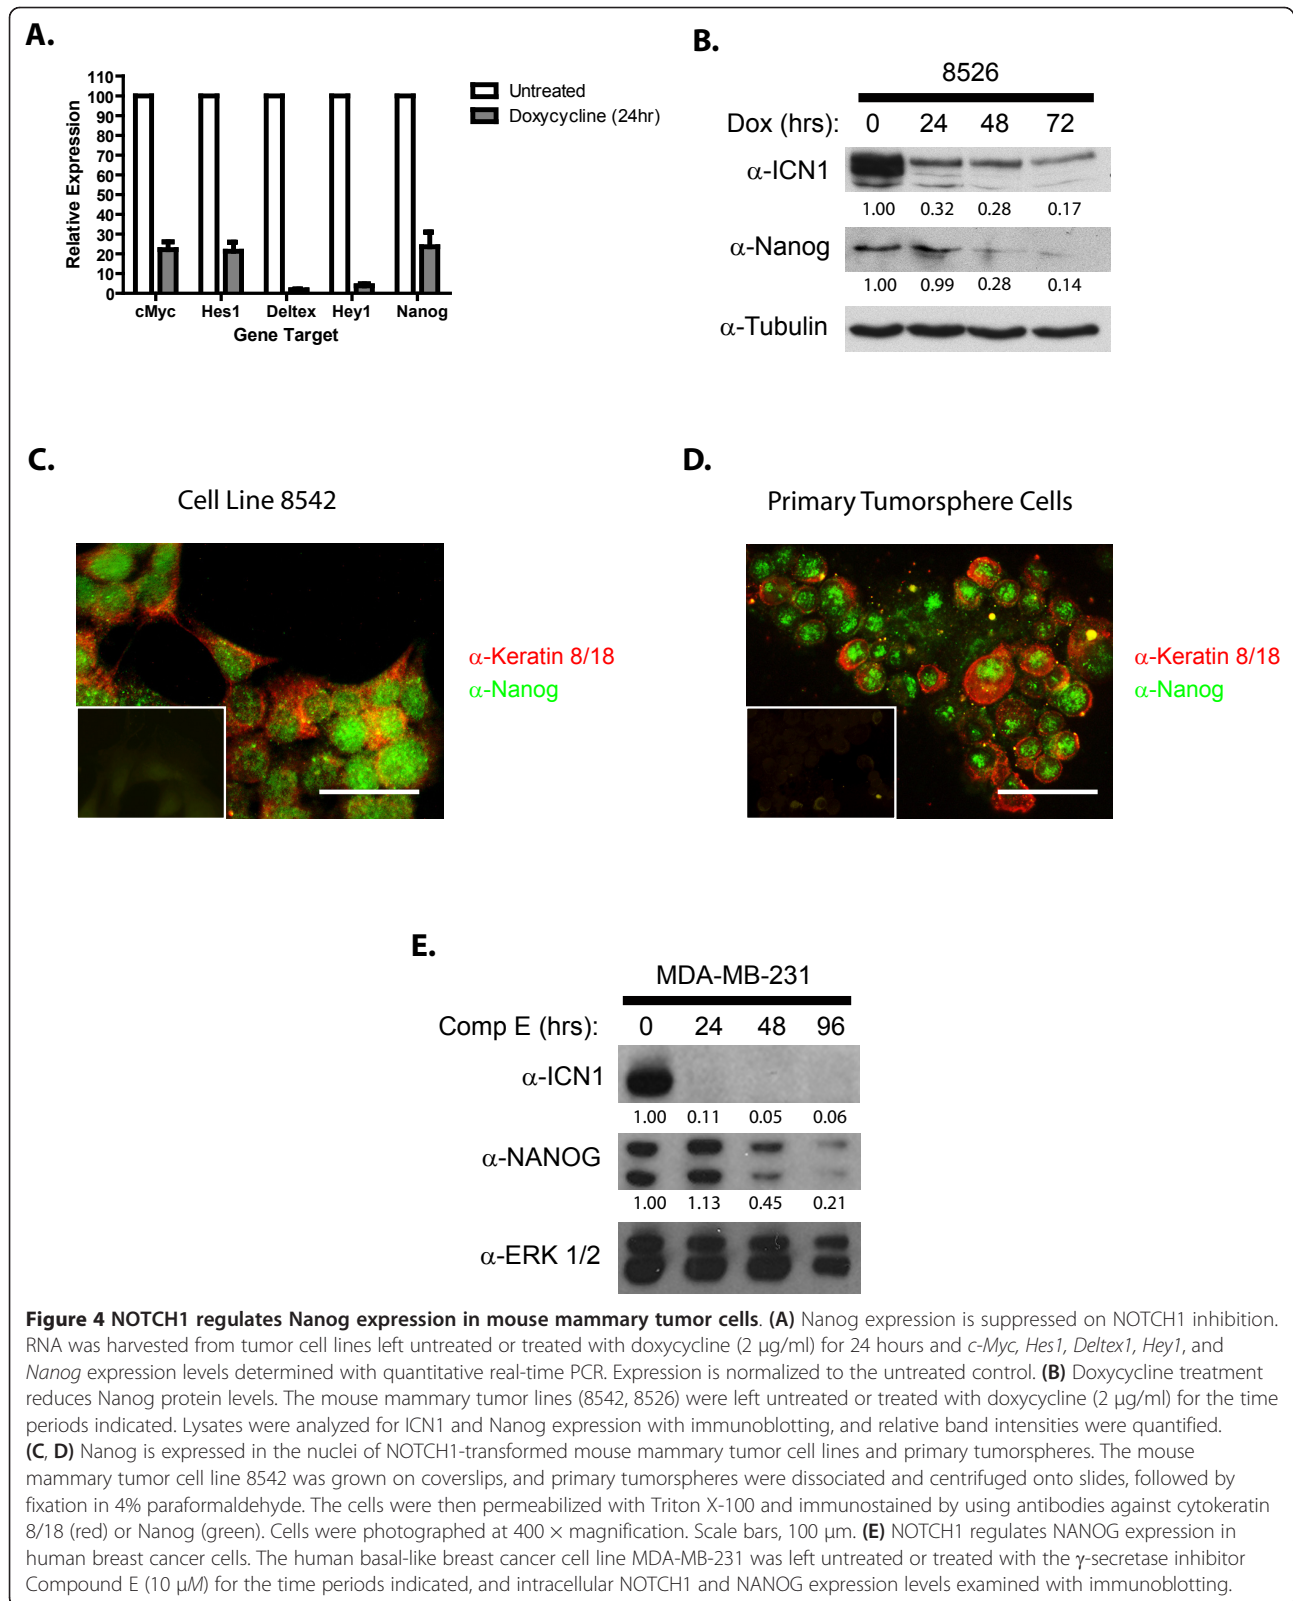 A.
110
100
90
80
70
60
50
40
30
20
10
0
Relative Expression
cMyc Hes1 Deltex Hey1 Nanog
Gene Target
Untreated
Doxycycline (24hr)
B.
8526
Dox (hrs): 0 24 48 72
α-ICN1
1.00 0.32 0.28 0.17
α-Nanog
1.00 0.99 0.28 0.14
α-Tubulin
C.
Cell Line 8542
α-Keratin 8/18
α-Nanog
D.
Primary Tumorsphere Cells
α-Keratin 8/18
α-Nanog
E.
MDA-MB-231
Comp E (hrs): 0 24 48 96
α-ICN1
1.00 0.11 0.05 0.06
α-NANOG
1.00 1.13 0.45 0.21
α-ERK 1/2
Figure 4 NOTCH1 regulates Nanog expression in mouse mammary tumor cells. (A) Nanog expression is suppressed on NOTCH1 inhibition.
RNA was harvested from tumor cell lines left untreated or treated with doxycycline (2 μg/ml) for 24 hours and c-Myc, Hes1, Deltex1, Hey1, and
Nanog expression levels determined with quantitative real-time PCR. Expression is normalized to the untreated control. (B) Doxycycline treatment
reduces Nanog protein levels. The mouse mammary tumor lines (8542, 8526) were left untreated or treated with doxycycline (2 μg/ml) for the time
periods indicated. Lysates were analyzed for ICN1 and Nanog expression with immunoblotting, and relative band intensities were quantified.
(C, D) Nanog is expressed in the nuclei of NOTCH1-transformed mouse mammary tumor cell lines and primary tumorspheres. The mouse
mammary tumor cell line 8542 was grown on coverslips, and primary tumorspheres were dissociated and centrifuged onto slides, followed by
fixation in 4% paraformaldehyde. The cells were then permeabilized with Triton X-100 and immunostained by using antibodies against cytokeratin
8/18 (red) or Nanog (green). Cells were photographed at 400 × magnification. Scale bars, 100 μm. (E) NOTCH1 regulates NANOG expression in
human breast cancer cells. The human basal-like breast cancer cell line MDA-MB-231 was left untreated or treated with the γ-secretase inhibitor
Compound E (10 μM) for the time periods indicated, and intracellular NOTCH1 and NANOG expression levels examined with immunoblotting.